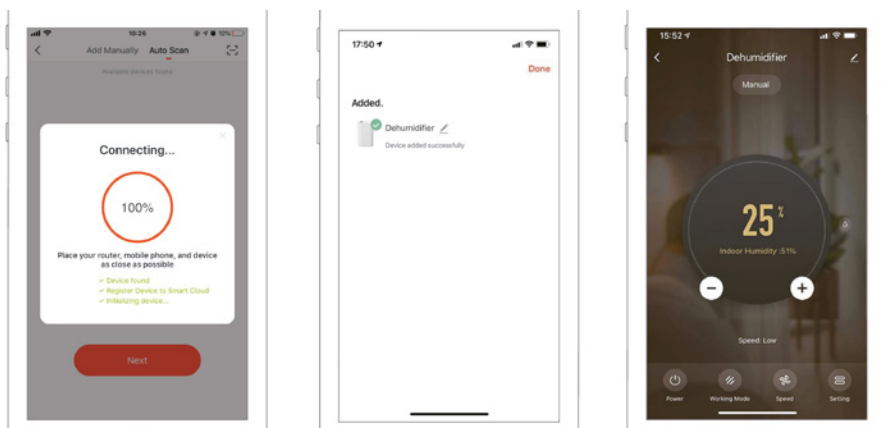 10:26
12%
Add Manually Auto Scan
Available devices found
Connecting...
100%
Place your router, mobile phone, and device
as close as possible
✓ Device found
✓ Register Device to Smart Cloud
✓ Initializing device...
Next
17:50
Done
Added.
Dehumidifier
Device added successfully
15:52
Dehumidifier
Manual
25%
Indoor Humidity :51%
Speed: Low
Power Working Mode Speed Setting